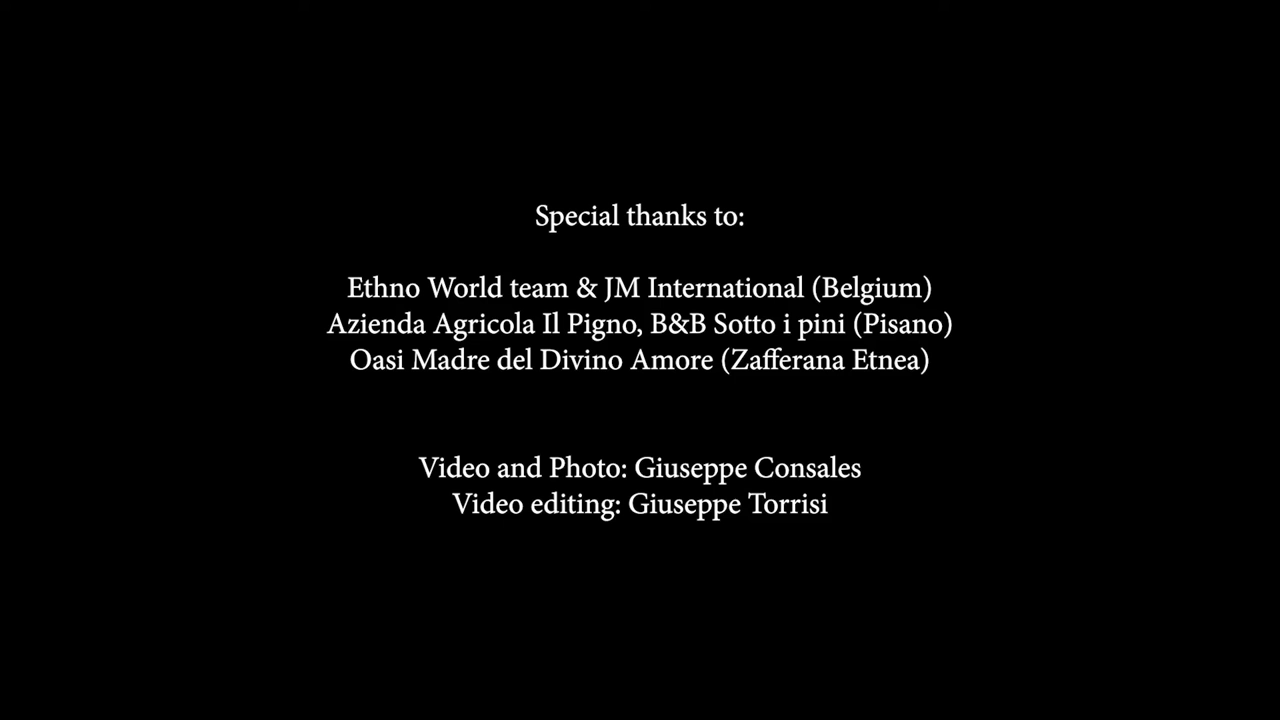 Special thanks to:
Ethno World team & JM International (Belgium)
Azienda Agricola Il Pigno, B&B Sotto i pini (Pisano)
Oasi Madre del Divino Amore (Zafferana Etnea)
Video and Photo: Giuseppe Consales
Video editing: Giuseppe Torrisi